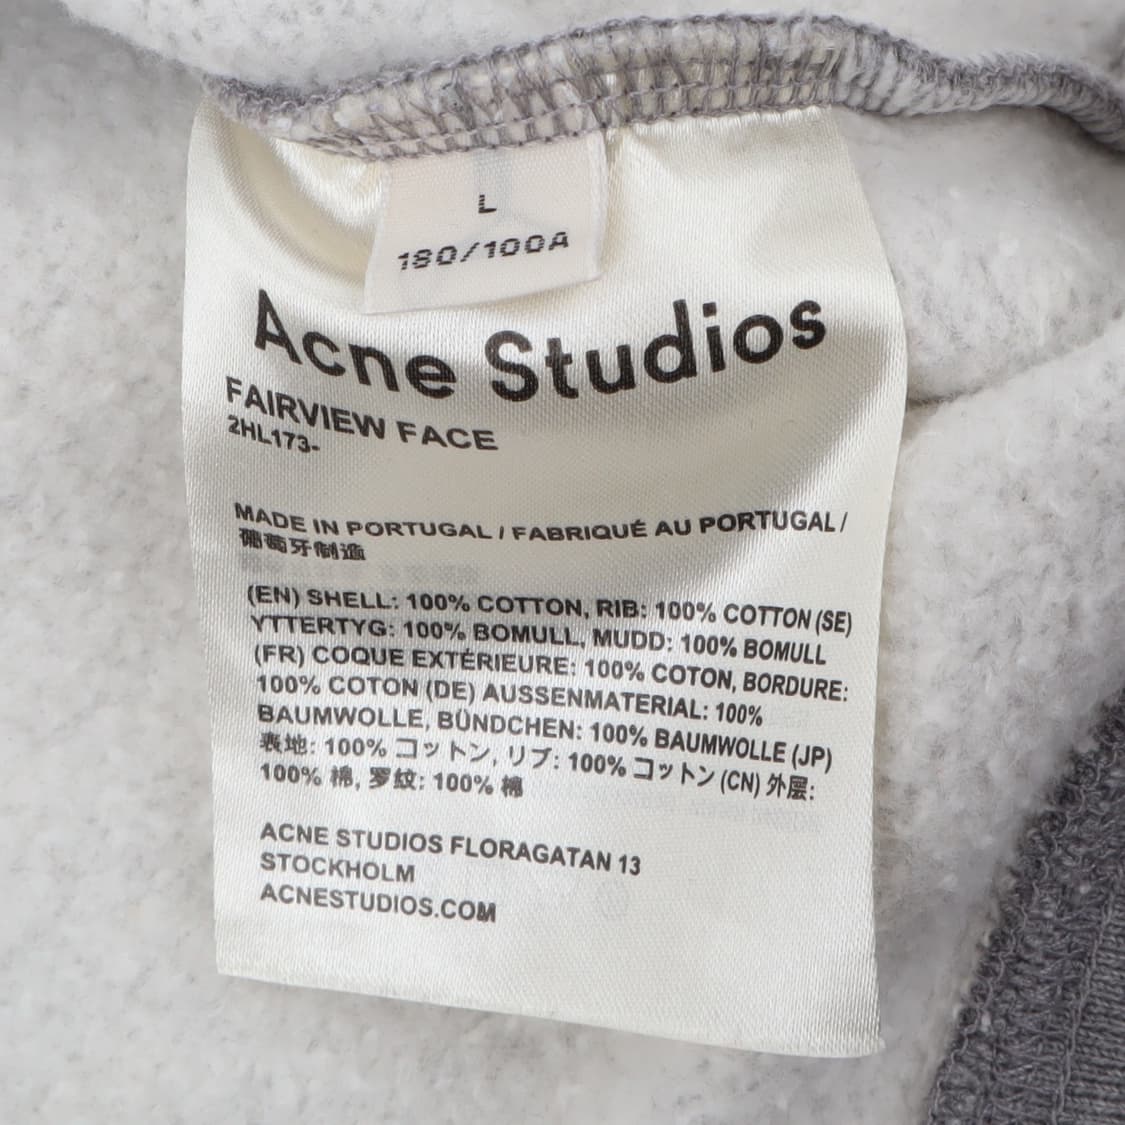 L
180/100A
Acne Studios
FAIRVIEW FACE
2HL173-
MADE IN PORTUGAL / FABRIQUÉ AU PORTUGAL /
葡萄牙制造
(EN) SHELL: 100% COTTON, RIB: 100% COTTON (SE)
YTTERTYG: 100% BOMULL, MUDD: 100% BOMULL
(FR) COQUE EXTÉRIEURE: 100% COTON, BORDURE:
100% COTON (DE) AUSSENMATERIAL: 100%
BAUMWOLLE, BÜNDCHEN: 100% BAUMWOLLE (JP)
表地: 100% コットン, リブ: 100% コットン (CN) 外层:
100% 棉, 罗纹: 100% 棉
ACNE STUDIOS FLORAGATAN 13
STOCKHOLM
ACNESTUDIOS.COM